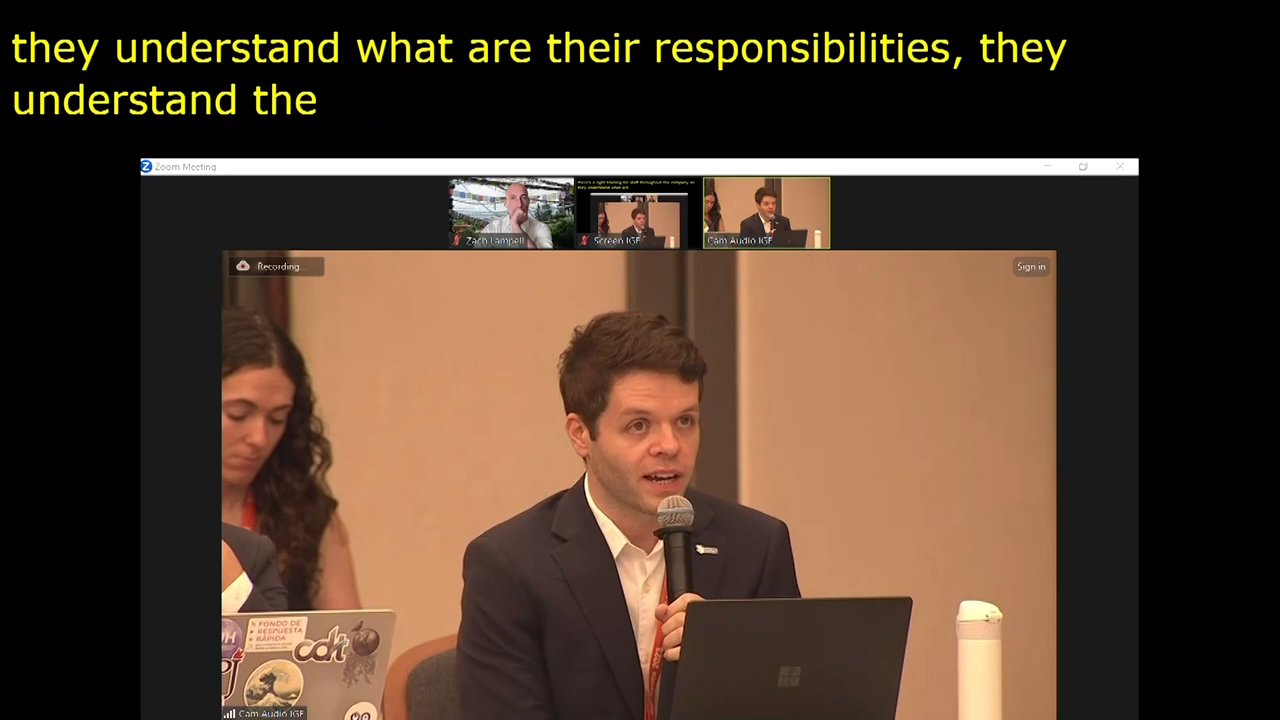 they understand what are their responsibilities, they
understand the
Zoom Meeting
Zach Lampell
Screen IGF
Cam Audio IGF
Recording...
Sign in
FONDO DE
RESPUESTA
RÁPIDA
cdt
Cam Audio IGF